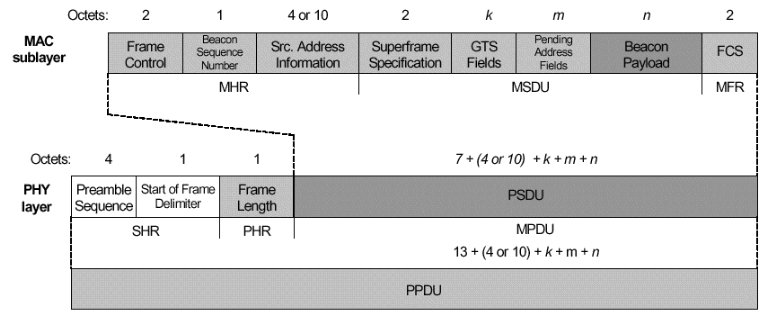 Octets: 2 1 4 or 10 2 k m n 2
MAC sublayer
Frame Control
Beacon Sequence Number
Src. Address Information
Superframe Specification
GTS Fields
Pending Address Fields
Beacon Payload
FCS
MHR MSDU MFR
Octets: 4 1 1 7 + (4 or 10) + k + m + n
PHY layer
Preamble Sequence
Start of Frame Delimiter
Frame Length
PSDU
SHR PHR MPDU
13 + (4 or 10) + k + m + n
PPDU